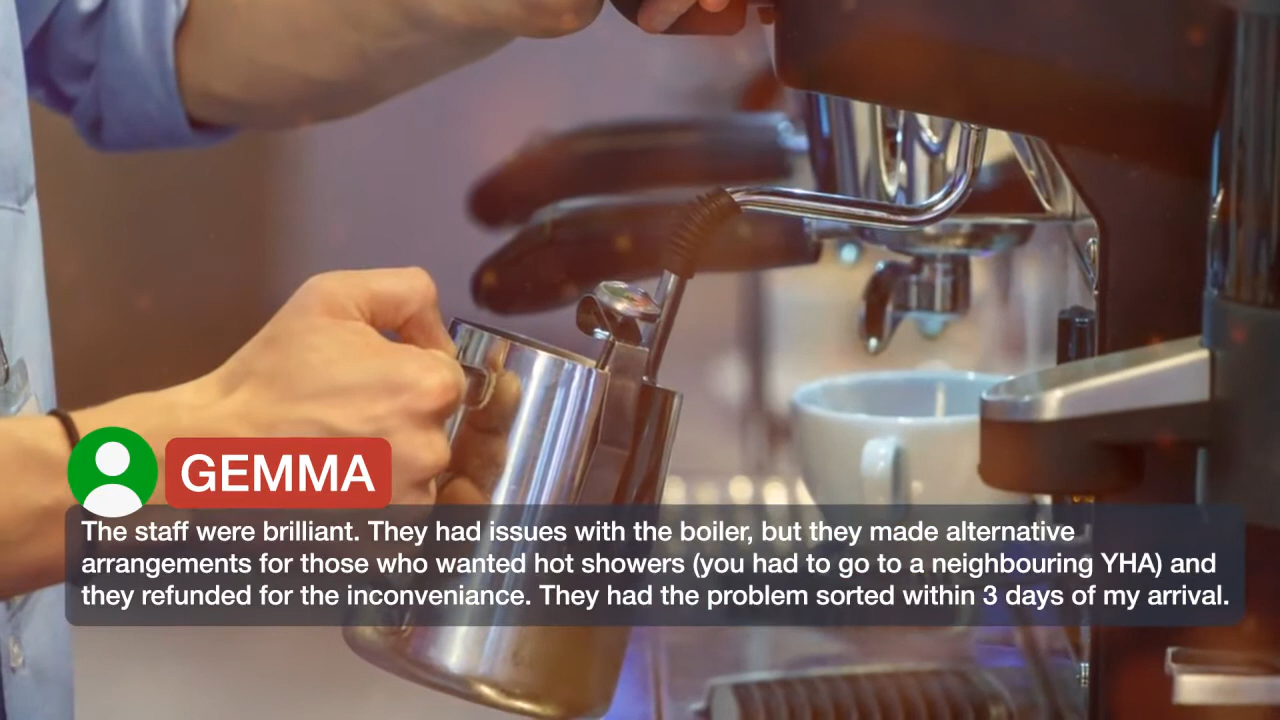 GEMMA
The staff were brilliant. They had issues with the boiler, but they made alternative
arrangements for those who wanted hot showers (you had to go to a neighbouring YHA) and
they refunded for the inconveniance. They had the problem sorted within 3 days of my arrival.